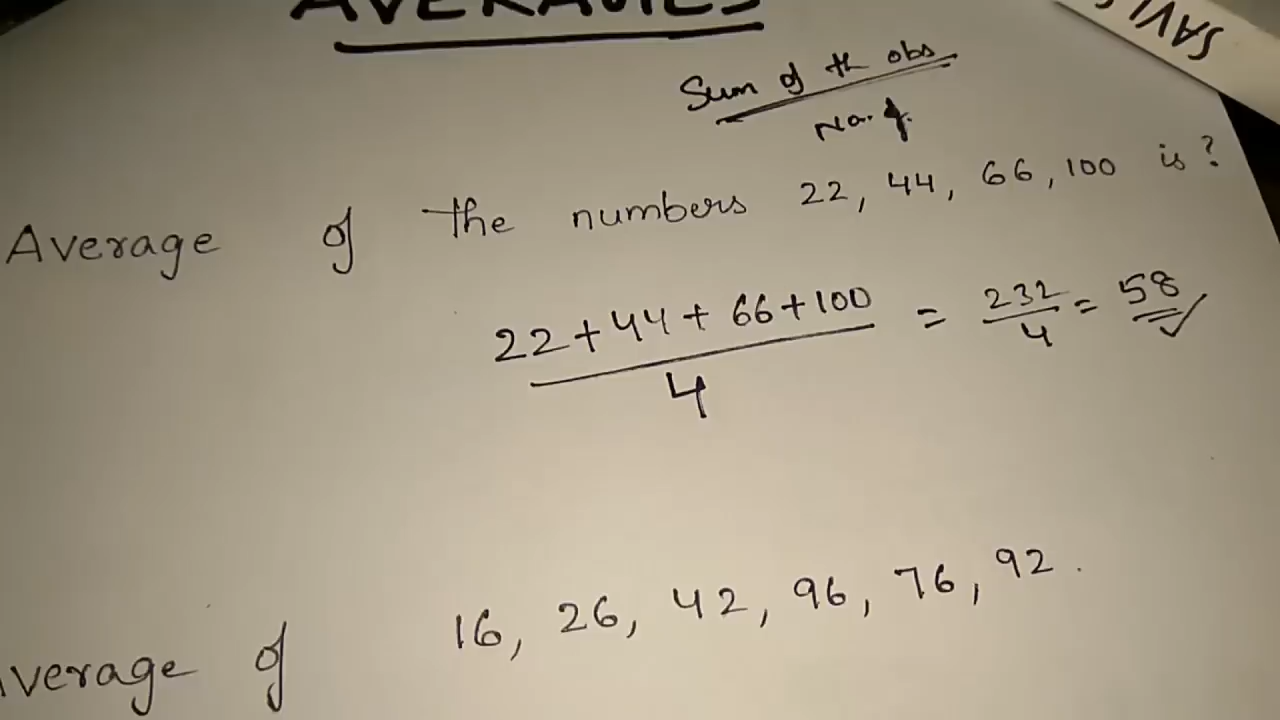 AVERAGES
Sum of th obs
No. of.
Average of the numbers 22, 44, 66, 100 is?
22+44+66+100 = 232 = 58
4 4
16, 26, 42, 96, 76, 92.
verage of